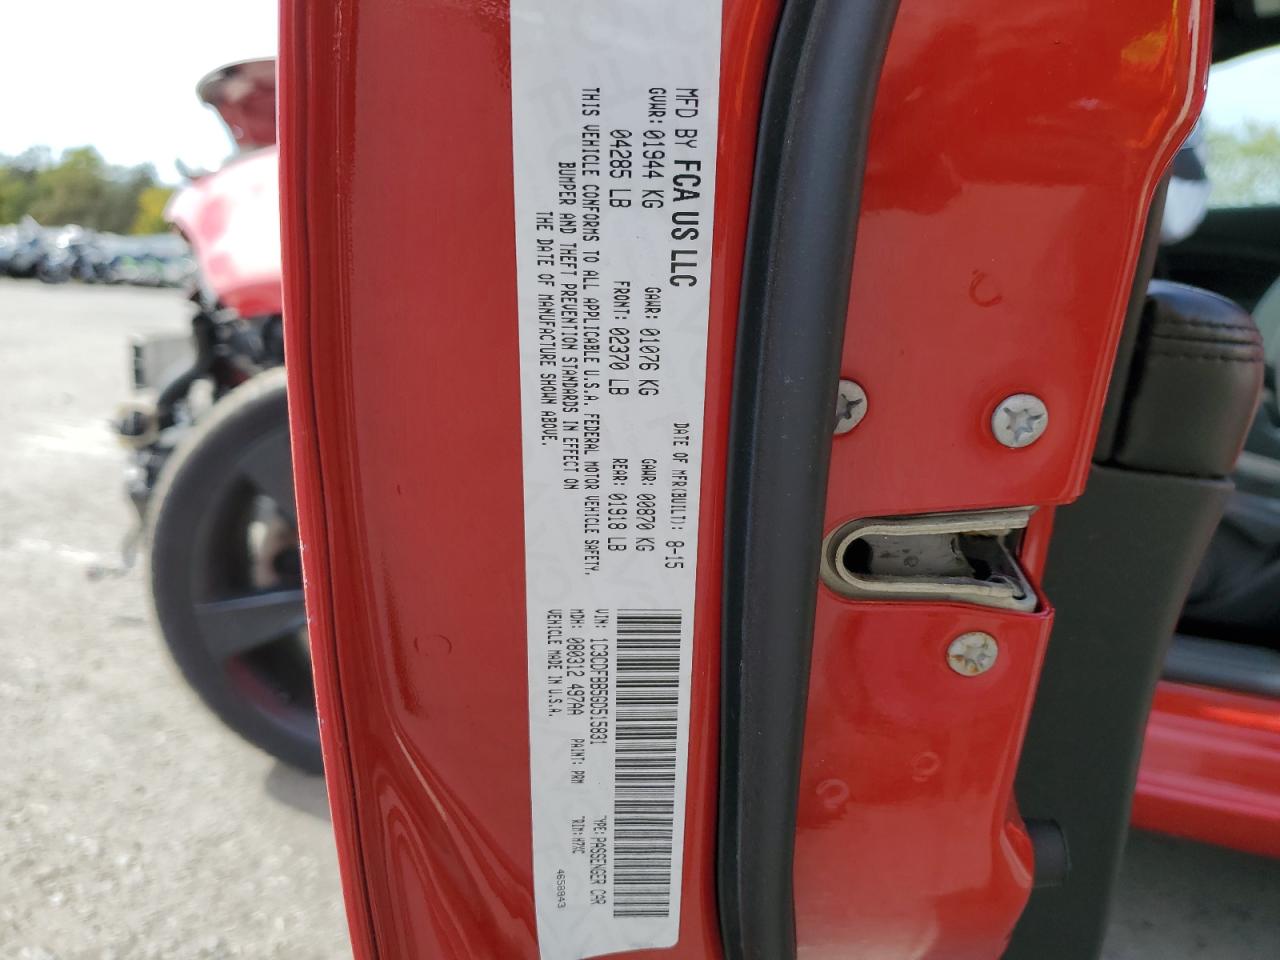 MFD BY FCA US LLC
DATE OF MFR(BUILT): 8-15
GVWR: 01944 KG GAWR: 01076 KG GAWR: 00870 KG
04285 LB FRONT: 02370 LB REAR: 01918 LB
THIS VEHICLE CONFORMS TO ALL APPLICABLE U.S.A. FEDERAL MOTOR VEHICLE SAFETY,
BUMPER AND THEFT PREVENTION STANDARDS IN EFFECT ON
THE DATE OF MANUFACTURE SHOWN ABOVE.
VIN: 1C3CDFBB5GD515831 TYPE: PASSENGER CAR
MDH: 080312 497AA PAINT: PRM TRIM:
VEHICLE MADE IN U.S.A.